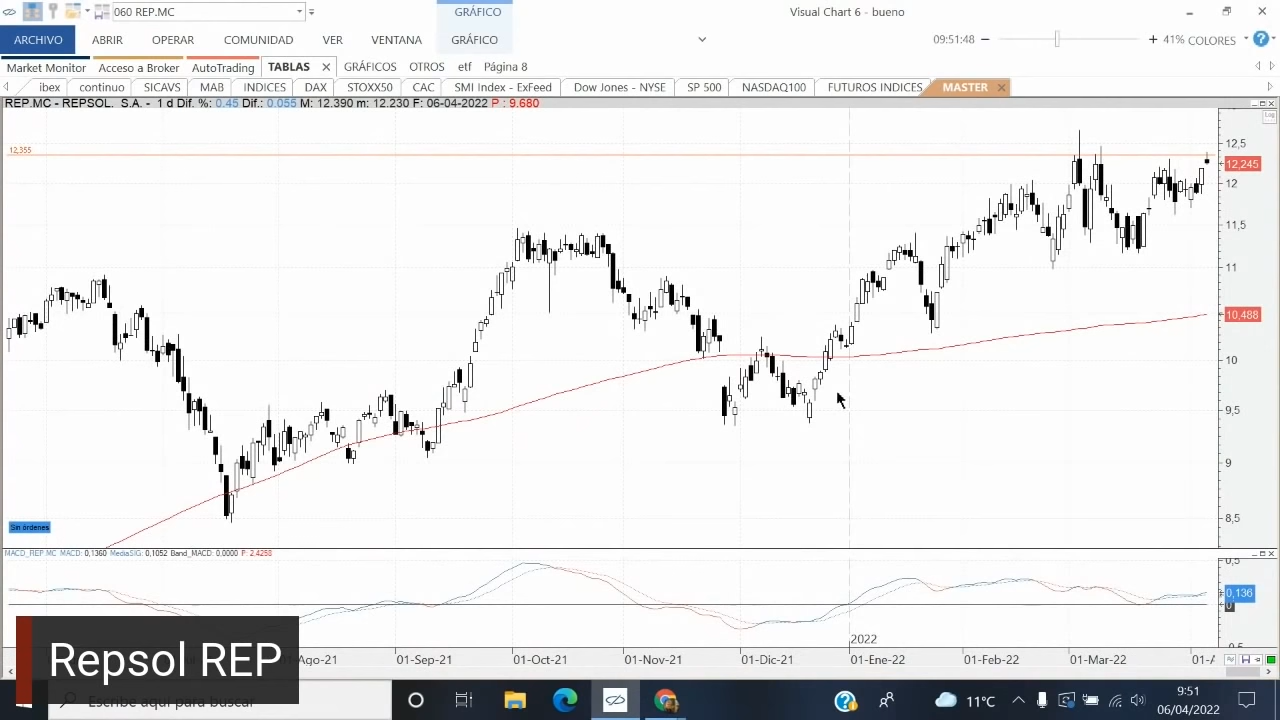 060 REP.MC
GRÁFICO
Visual Chart 6 - bueno
ARCHIVO ABRIR OPERAR COMUNIDAD VER VENTANA GRÁFICO
09:51:48 41% COLORES
Market Monitor Acceso a Broker AutoTrading TABLAS GRÁFICOS OTROS etf Página 8
ibex continuo SICAVS MAB INDICES DAX STOXX50 CAC SMI Index - ExFeed Dow Jones - NYSE SP 500 NASDAQ100 FUTUROS INDICES MASTER
REP.MC - REPSOL. S.A. - 1 d Dif. %: 0.45 Dif.: 0.055 M: 12.390 m: 12.230 F: 06-04-2022 P : 9.680
Log
12,355
12,5
12,245
12
11,5
11
10,488
10
9,5
9
8,5
Sin órdenes
MACD_REP.MC MACD: 0,1360 MediaSIG: 0,1052 Band_MACD: 0,0000 P: 2,4258
0,5
0,136
0
2022
01-Sep-21 01-Oct-21 01-Nov-21 01-Dic-21 01-Ene-22 01-Feb-22 01-Mar-22
Repsol REP
Escribe aquí para buscar
11°C
9:51
06/04/2022